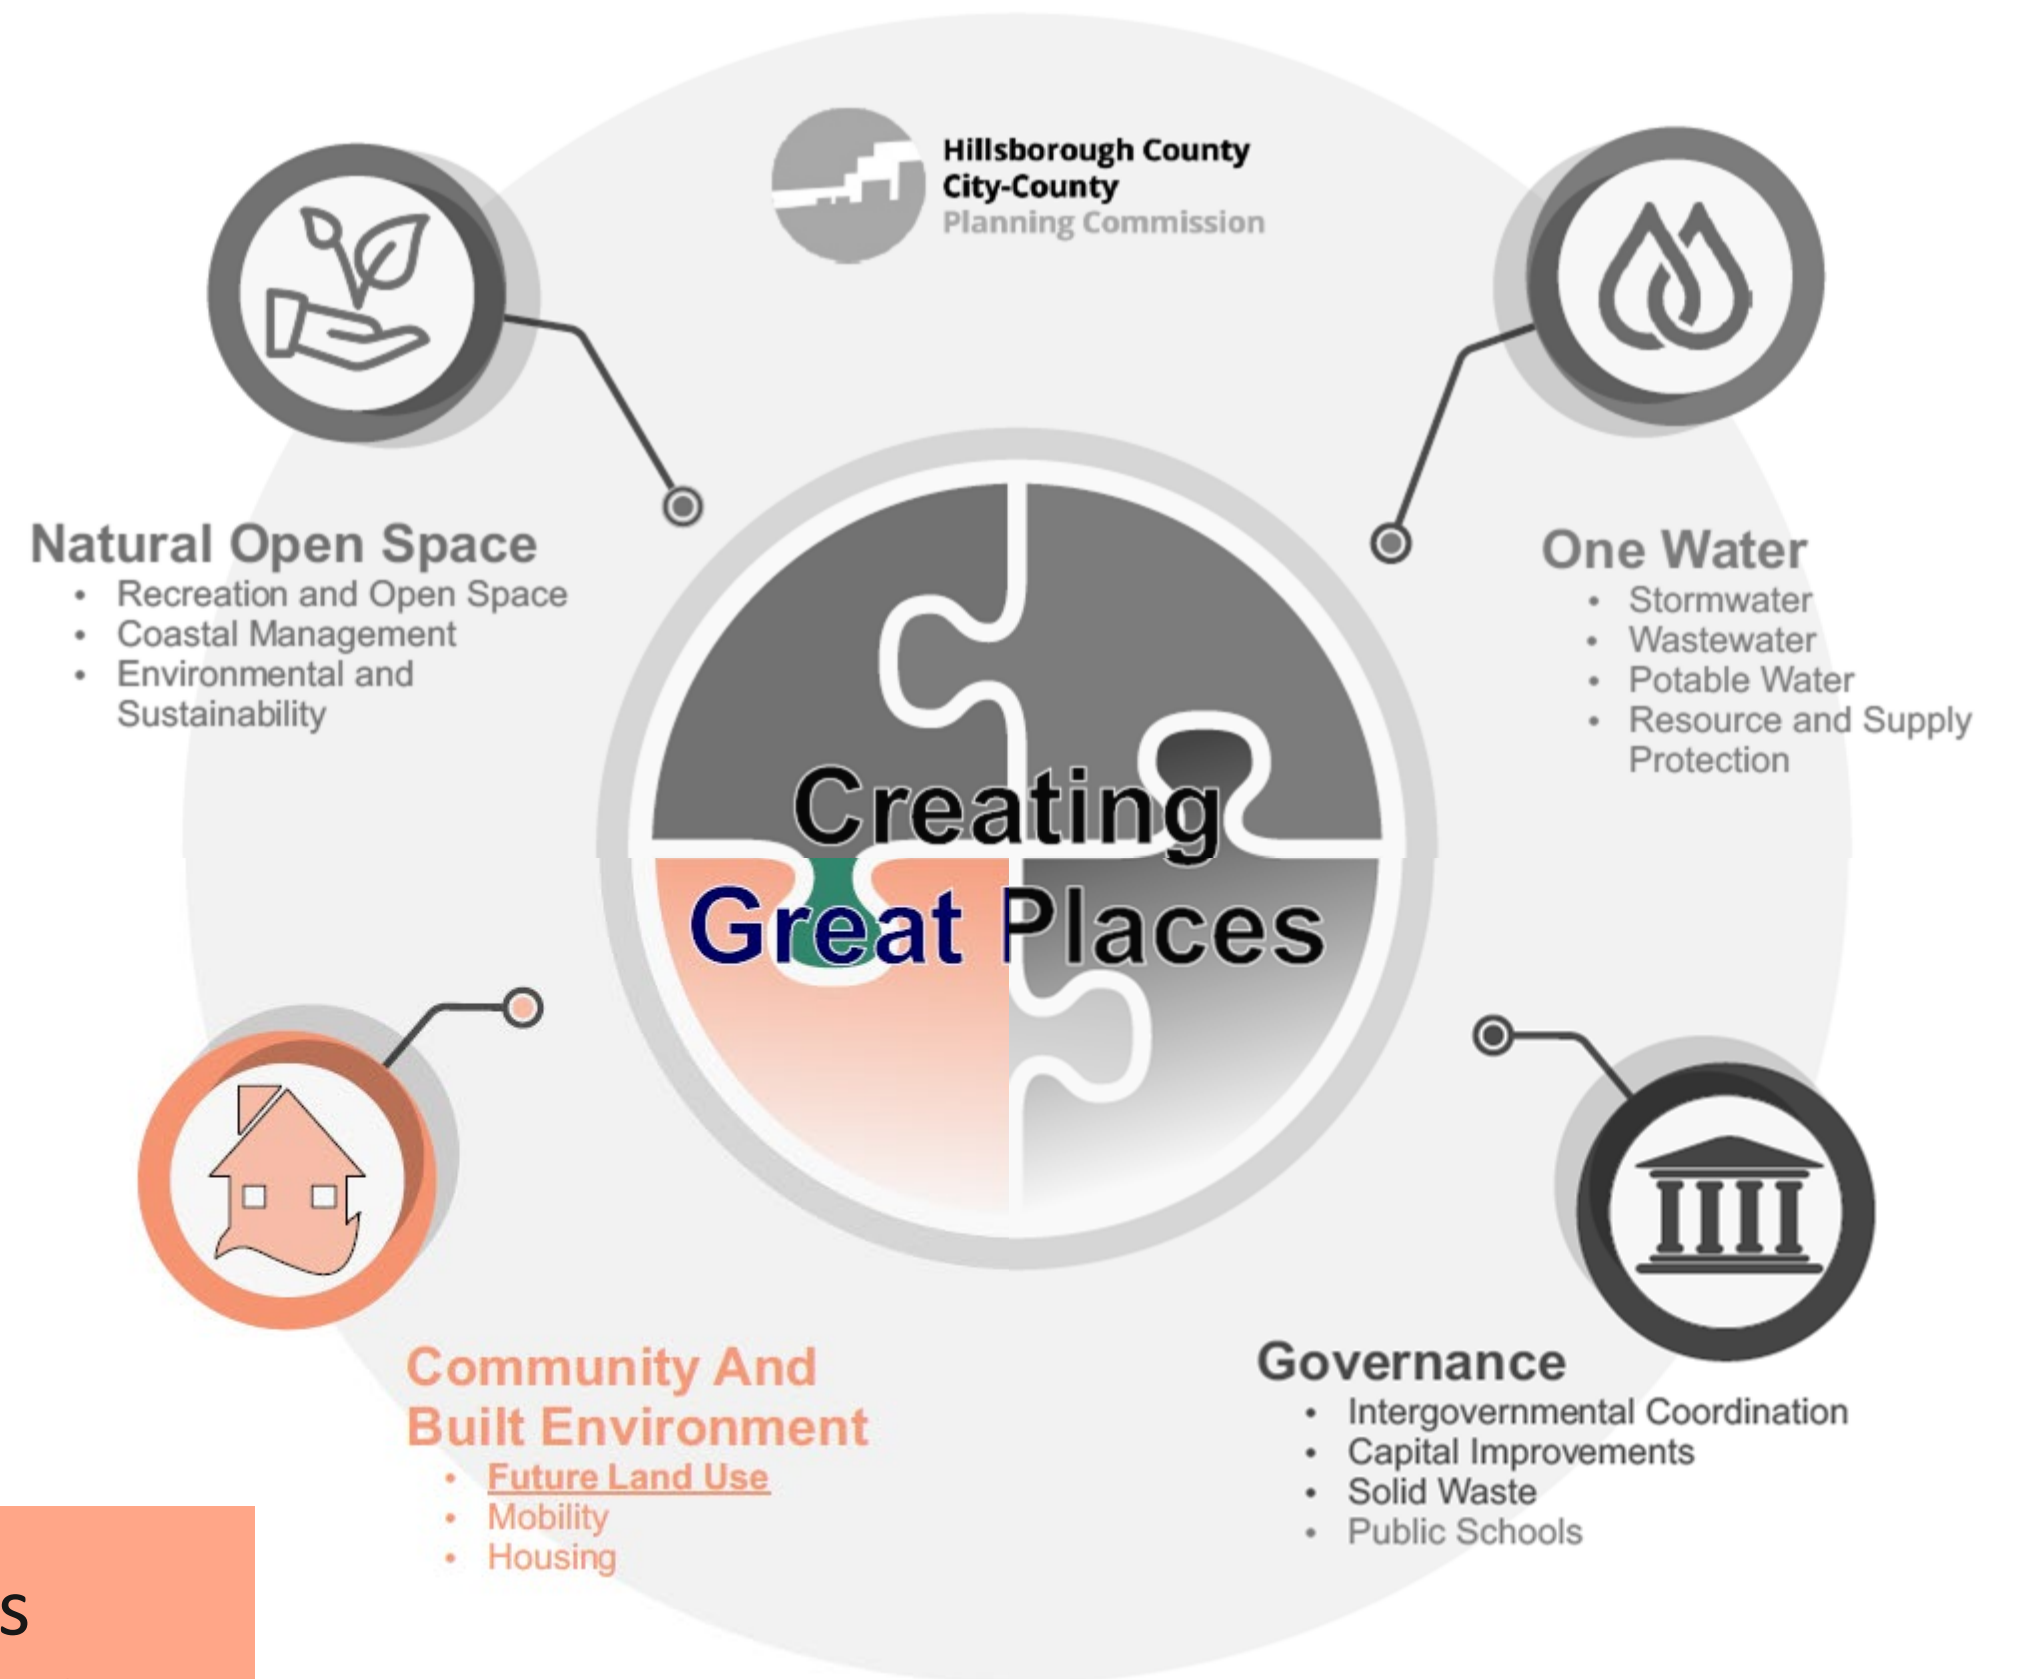 Hillsborough County
City-County
Planning Commission
Natural Open Space
• Recreation and Open Space
• Coastal Management
• Environmental and
Sustainability
One Water
• Stormwater
• Wastewater
• Potable Water
• Resource and Supply
Protection
Creating
Great Places
Community And
Built Environment
• Future Land Use
• Mobility
• Housing
Governance
• Intergovernmental Coordination
• Capital Improvements
• Solid Waste
• Public Schools
s